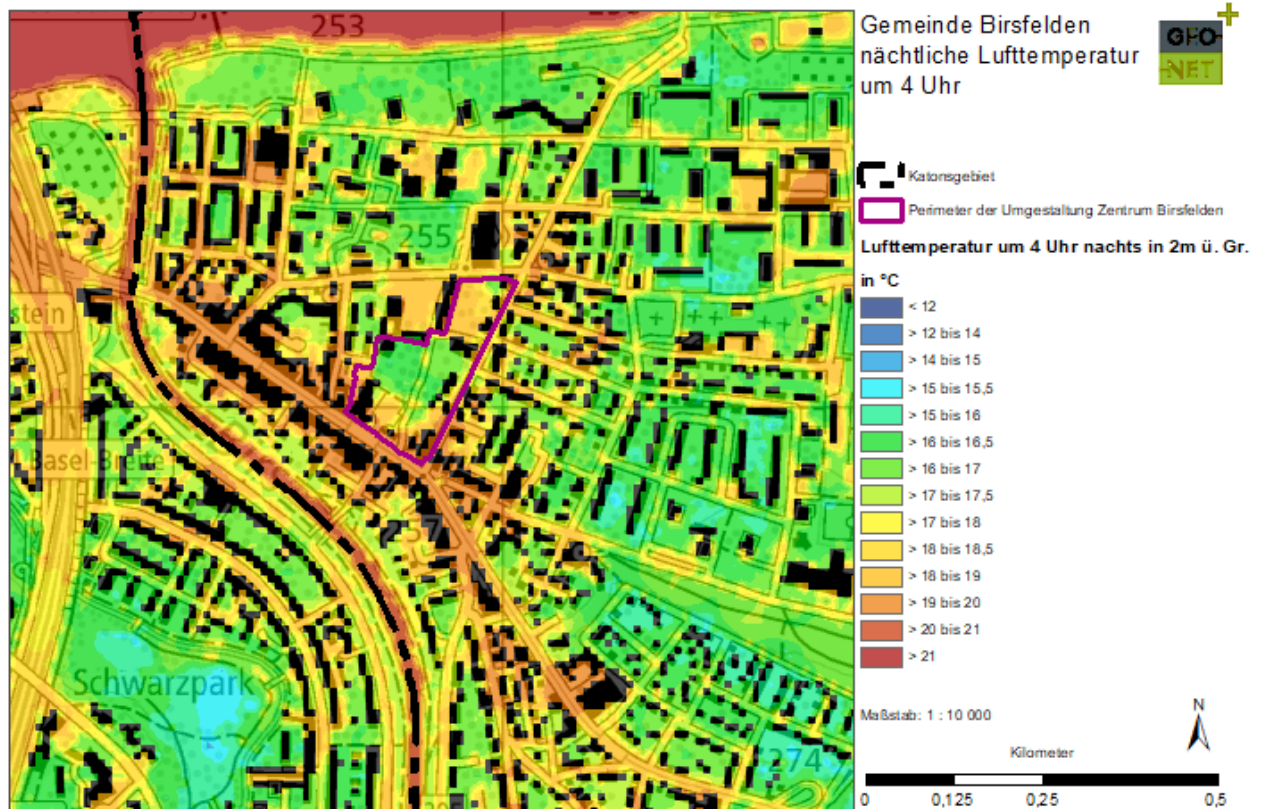 Gemeinde Birsfelden
nächtliche Lufttemperatur
um 4 Uhr
GEO-
NET
Katonsgebiet
Perimeter der Umgestaltung Zentrum Birsfelden
Lufttemperatur um 4 Uhr nachts in 2m ü. Gr.
in °C
< 12
> 12 bis 14
> 14 bis 15
> 15 bis 15,5
> 15 bis 16
> 16 bis 16,5
> 16 bis 17
> 17 bis 17,5
> 17 bis 18
> 18 bis 18,5
> 18 bis 19
> 19 bis 20
> 20 bis 21
> 21
Maßstab: 1 : 10 000
N
Kilometer
0 0,125 0,25 0,5
253
255
stein
Basel-Breite
257
Schwarzpark
274